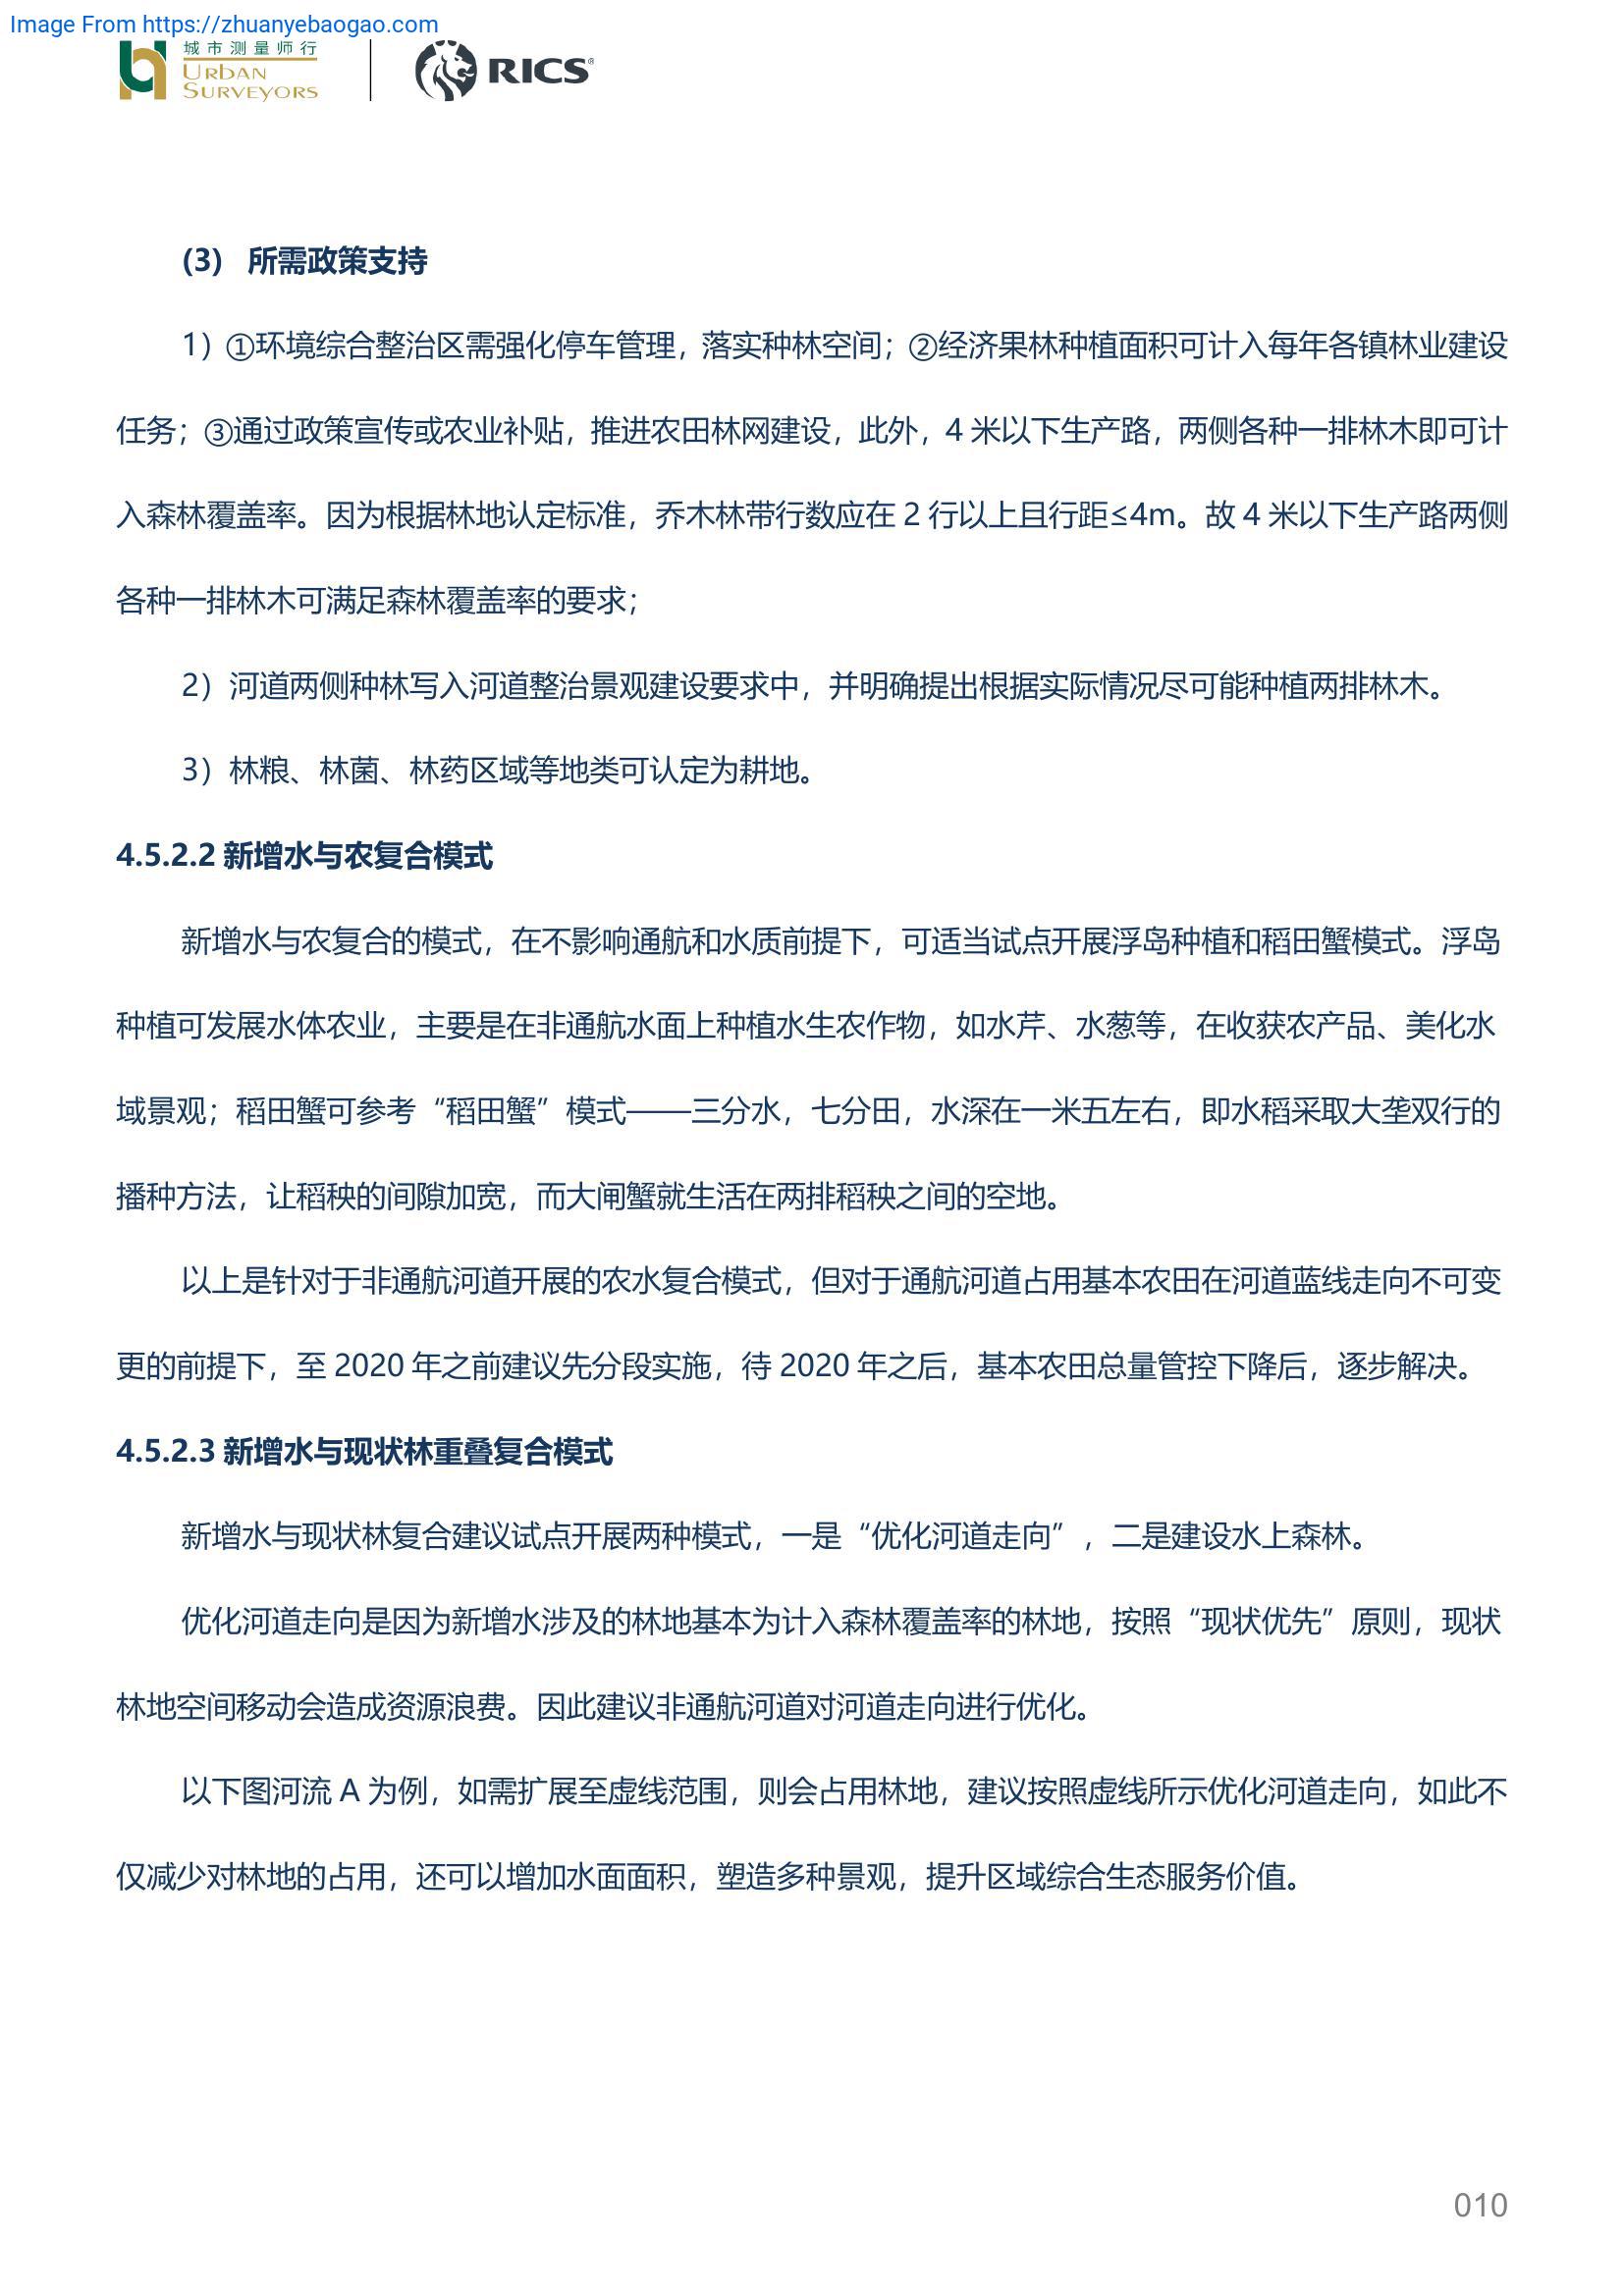 Image From https://zhuanyebaogao.com
城市测量师行
URBAN
SURVEYORS
RICS®
(3) 所需政策支持
1）①环境综合整治区需强化停车管理，落实种林空间；②经济果林种植面积可计入每年各镇林业建设
任务；③通过政策宣传或农业补贴，推进农田林网建设，此外，4 米以下生产路，两侧各种一排林木即可计
入森林覆盖率。因为根据林地认定标准，乔木林带行数应在 2 行以上且行距≤4m。故 4 米以下生产路两侧
各种一排林木可满足森林覆盖率的要求；
2）河道两侧种林写入河道整治景观建设要求中，并明确提出根据实际情况尽可能种植两排林木。
3）林粮、林菌、林药区域等地类可认定为耕地。
4.5.2.2 新增水与农复合模式
新增水与农复合的模式，在不影响通航和水质前提下，可适当试点开展浮岛种植和稻田蟹模式。浮岛
种植可发展水体农业，主要是在非通航水面上种植水生农作物，如水芹、水葱等，在收获农产品、美化水
域景观；稻田蟹可参考“稻田蟹”模式——三分水，七分田，水深在一米五左右，即水稻采取大垄双行的
播种方法，让稻秧的间隙加宽，而大闸蟹就生活在两排稻秧之间的空地。
以上是针对于非通航河道开展的农水复合模式，但对于通航河道占用基本农田在河道蓝线走向不可变
更的前提下，至 2020 年之前建议先分段实施，待 2020 年之后，基本农田总量管控下降后，逐步解决。
4.5.2.3 新增水与现状林重叠复合模式
新增水与现状林复合建议试点开展两种模式，一是“优化河道走向”，二是建设水上森林。
优化河道走向是因为新增水涉及的林地基本为计入森林覆盖率的林地，按照“现状优先”原则，现状
林地空间移动会造成资源浪费。因此建议非通航河道对河道走向进行优化。
以下图河流 A 为例，如需扩展至虚线范围，则会占用林地，建议按照虚线所示优化河道走向，如此不
仅减少对林地的占用，还可以增加水面面积，塑造多种景观，提升区域综合生态服务价值。
010